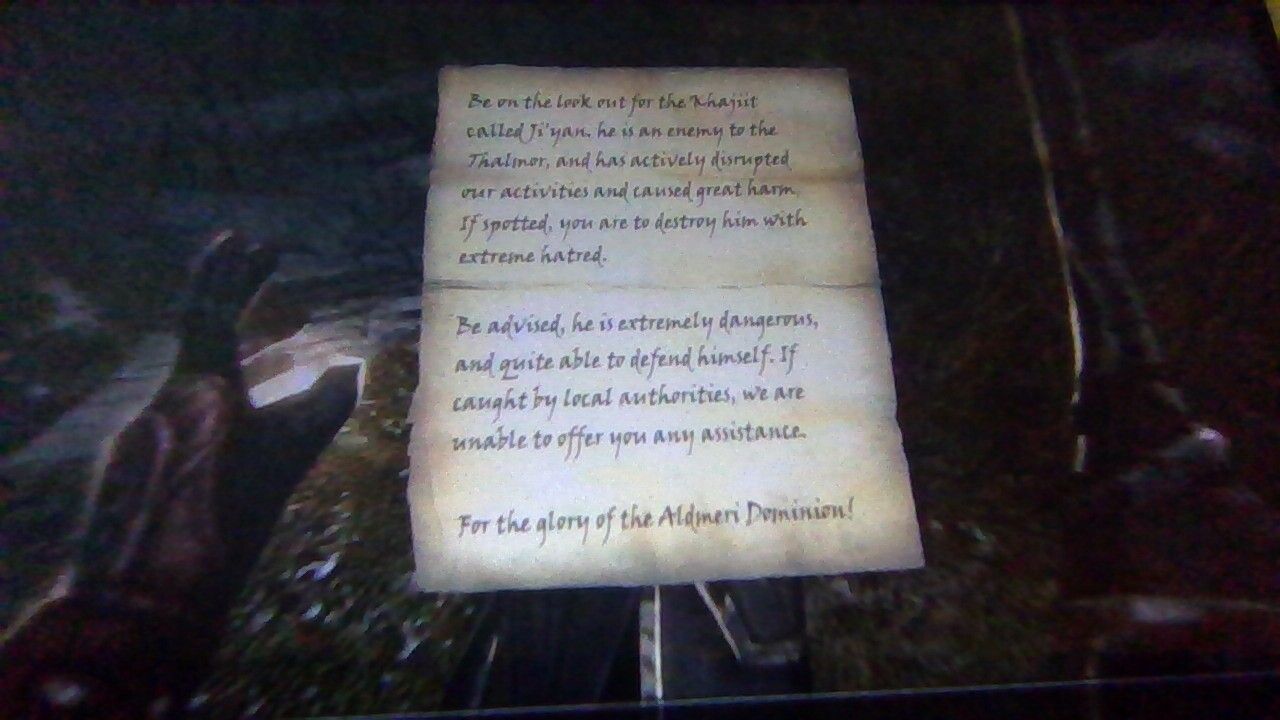 Be on the look out for the Khajiit
called Ji'yan, he is an enemy to the
Thalmor, and has actively disrupted
our activities and caused great harm.
If spotted, you are to destroy him with
extreme hatred.
Be advised, he is extremely dangerous,
and quite able to defend himself. If
caught by local authorities, we are
unable to offer you any assistance.
For the glory of the Aldmeri Dominion!